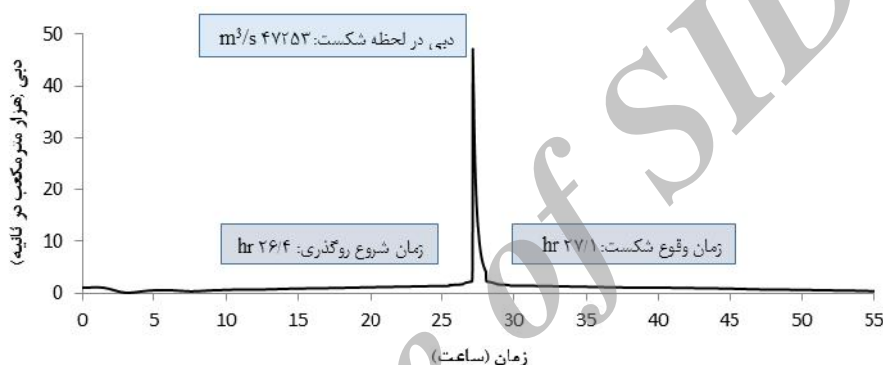 دبی در لحظه شکست: ۴۷۲۵۳ m³/s
زمان شروع روگذری: ۲۶/۴ hr
زمان وقوع شکست: ۲۷/۱ hr
دبی (هزار مترمکعب در ثانیه)
50
40
30
20
10
0
0 5 10 15 20 25 30 35 40 45 50 55
زمان (ساعت)
of SID